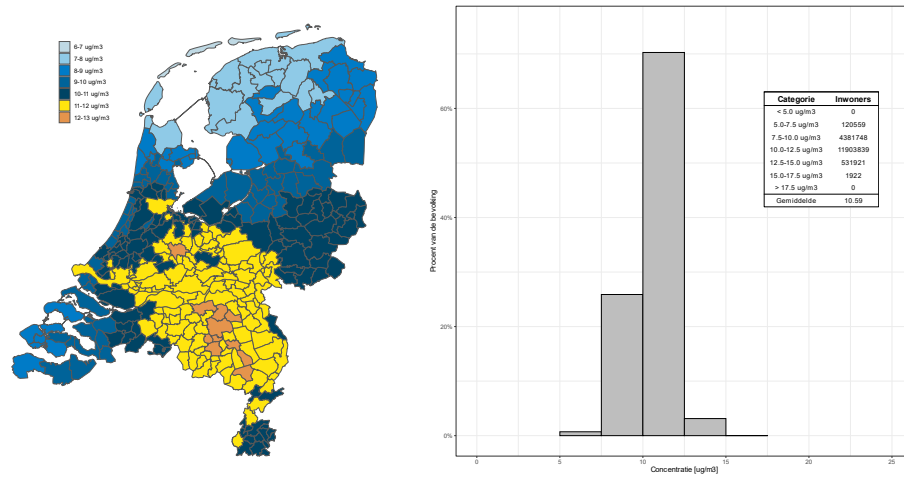 6-7 ug/m3
7-8 ug/m3
8-9 ug/m3
9-10 ug/m3
10-11 ug/m3
11-12 ug/m3
12-13 ug/m3
Procent van de bevolking
60%
40%
20%
0%
0 5 10 15 20 25
Concentratie [ug/m3]
Categorie Inwoners
< 5.0 ug/m3 0
5.0-7.5 ug/m3 120559
7.5-10.0 ug/m3 4381748
10.0-12.5 ug/m3 11903839
12.5-15.0 ug/m3 531921
15.0-17.5 ug/m3 1922
> 17.5 ug/m3 0
Gemiddelde 10.59